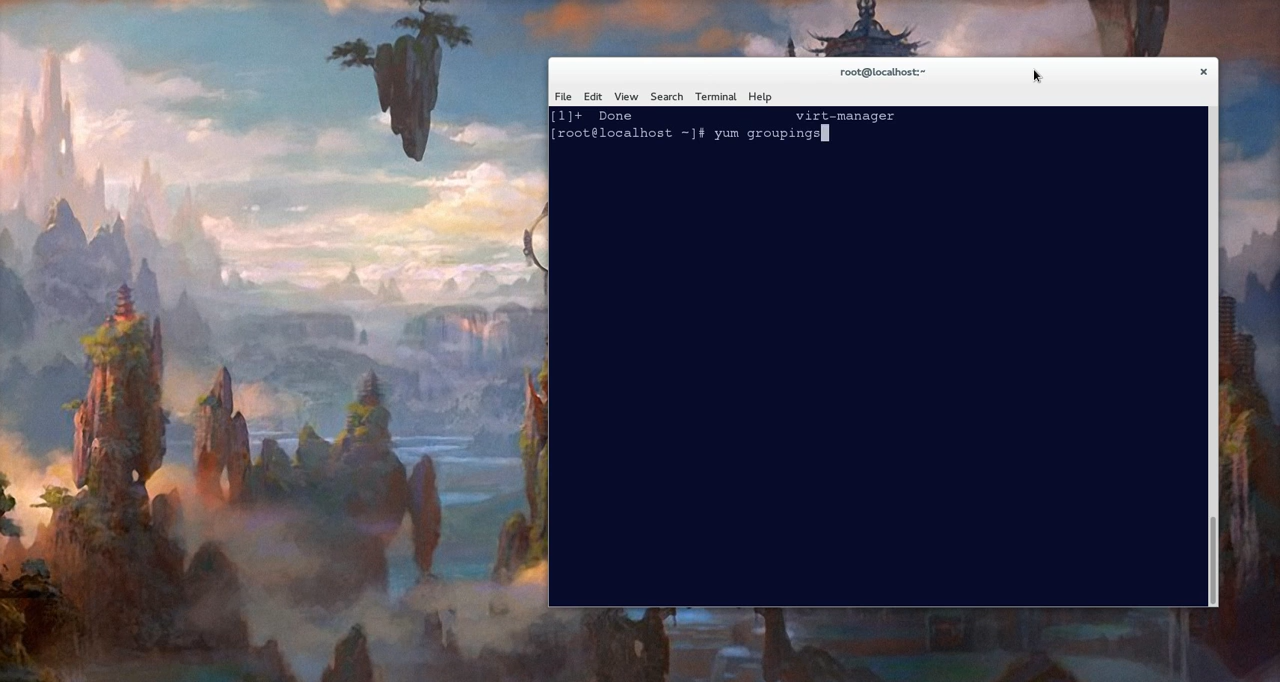 root@localhost:~
File Edit View Search Terminal Help
[1]+  Done                    virt-manager
[root@localhost ~]# yum groupings